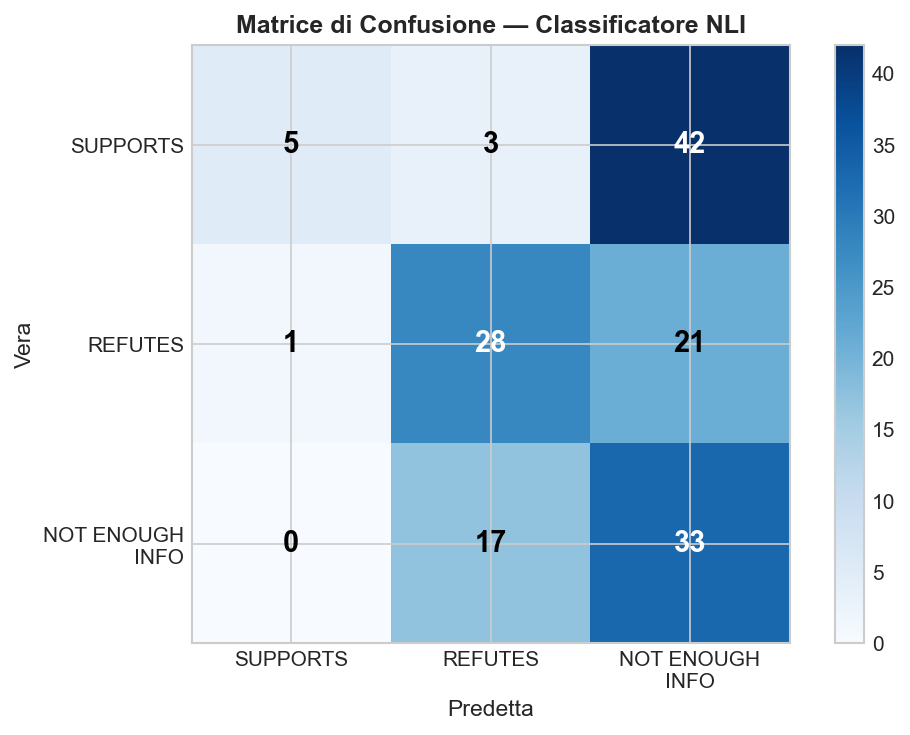 Matrice di Confusione — Classificatore NLI
SUPPORTS
5
3
42
REFUTES
1
28
21
NOT ENOUGH
INFO
0
17
33
SUPPORTS
REFUTES
NOT ENOUGH
INFO
Predetta
Vera
40
35
30
25
20
15
10
5
0